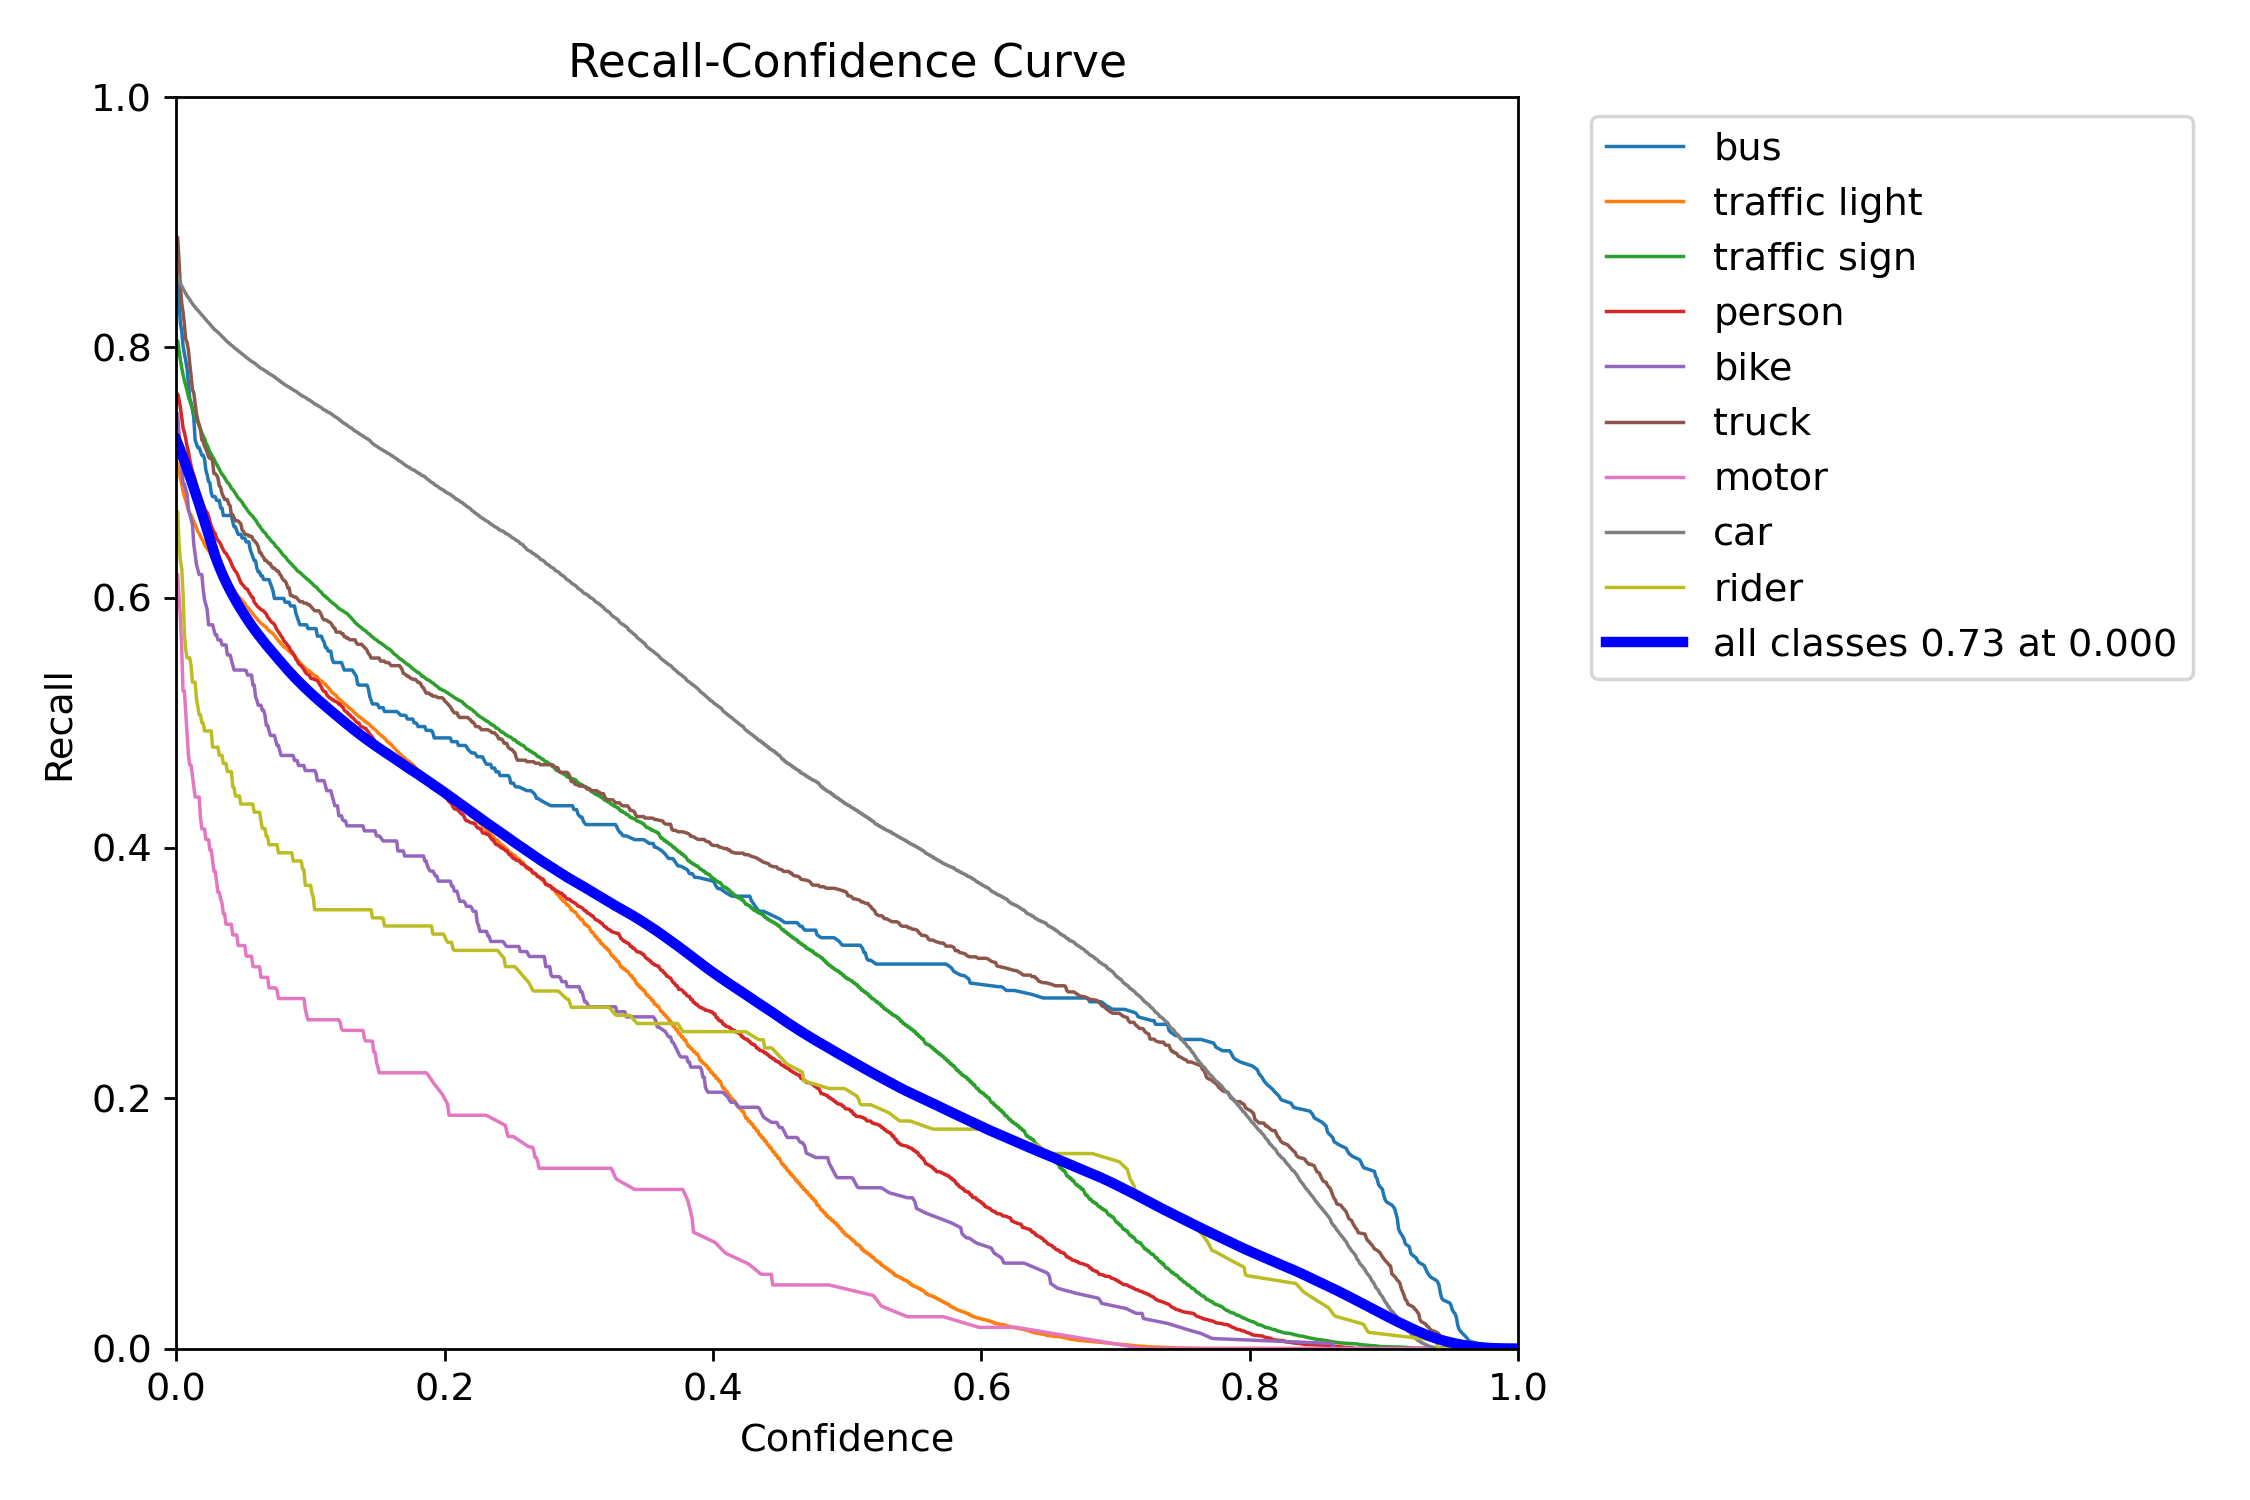 Recall-Confidence Curve
1.0
0.8
0.6
0.4
0.2
0.0
Recall
0.0 0.2 0.4 0.6 0.8 1.0
Confidence
bus
traffic light
traffic sign
person
bike
truck
motor
car
rider
all classes 0.73 at 0.000